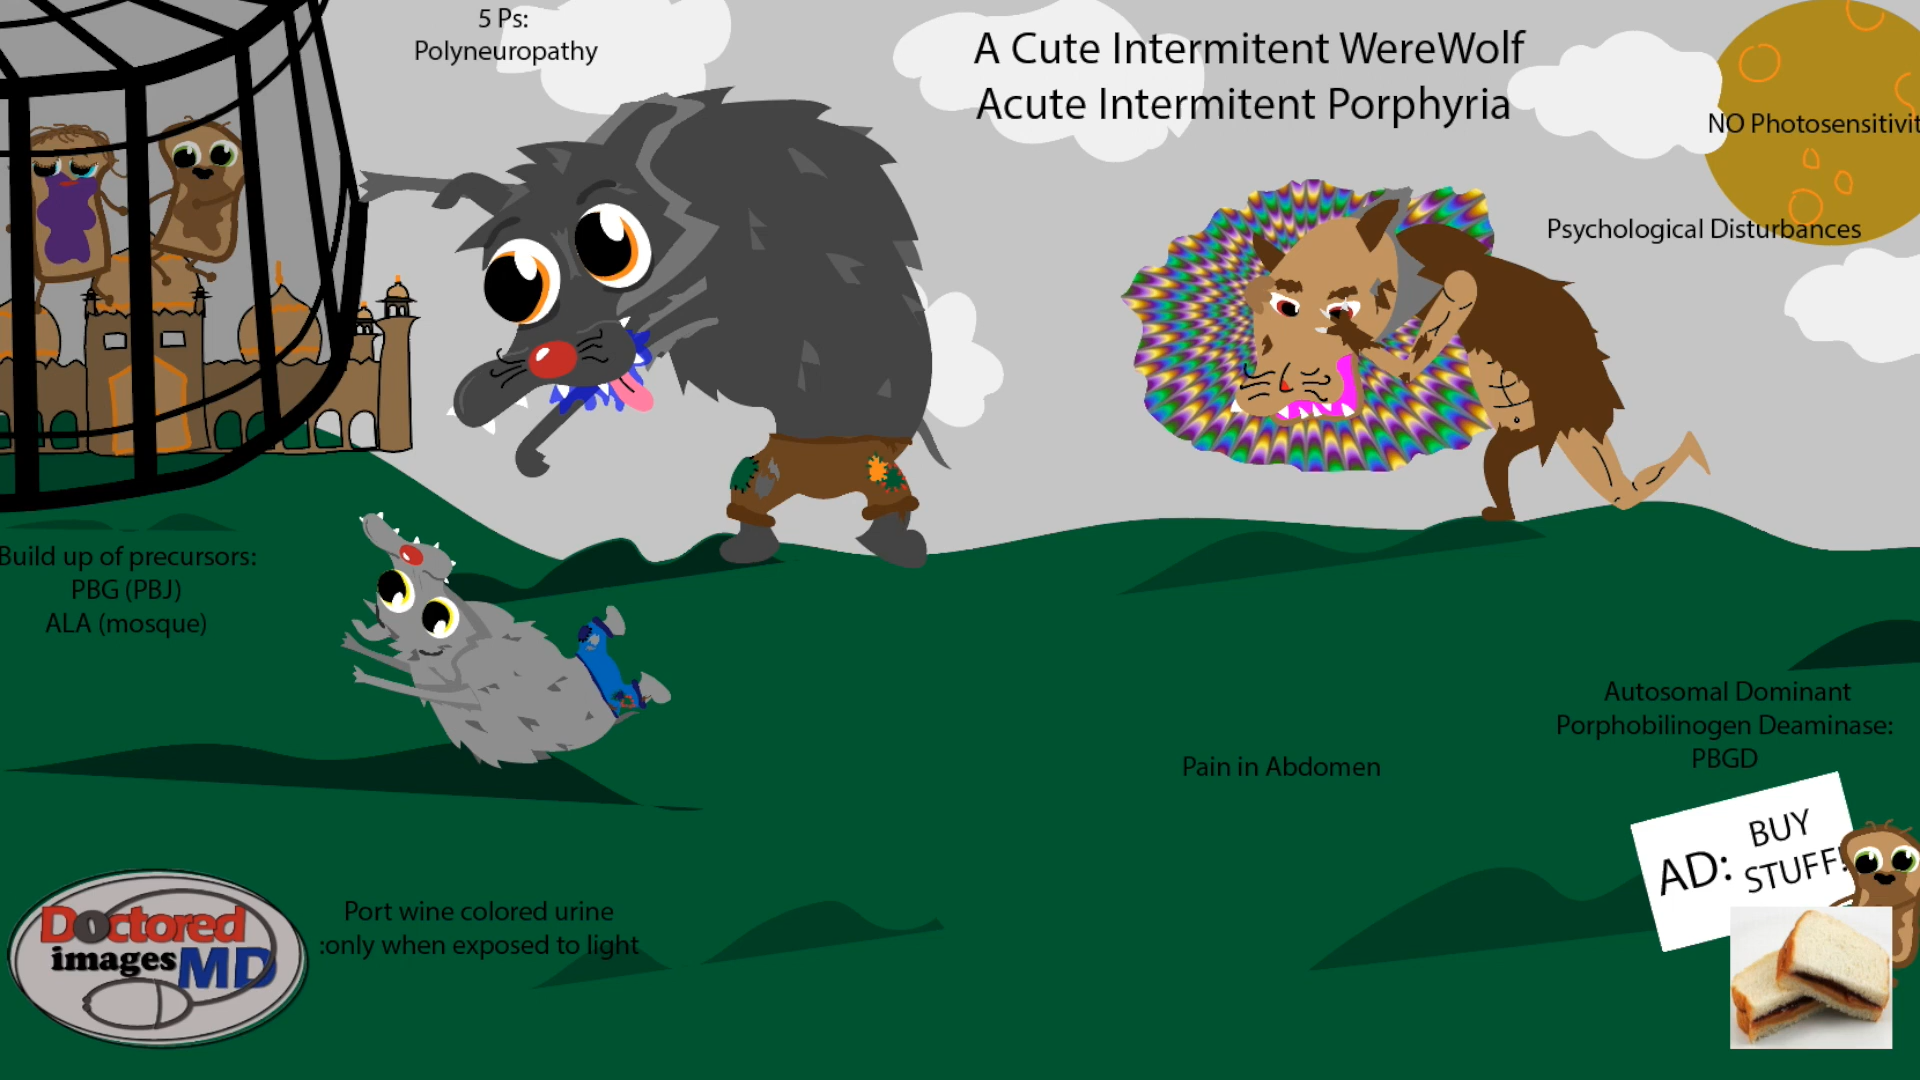 5 Ps:
Polyneuropathy
A Cute Intermitent WereWolf
Acute Intermitent Porphyria
NO Photosensitivit
Psychological Disturbances
Build up of precursors:
PBG (PBJ)
ALA (mosque)
Autosomal Dominant
Porphobilinogen Deaminase:
PBGD
Pain in Abdomen
AD: BUY
STUFF!
Port wine colored urine
:only when exposed to light
Doctored
images MD